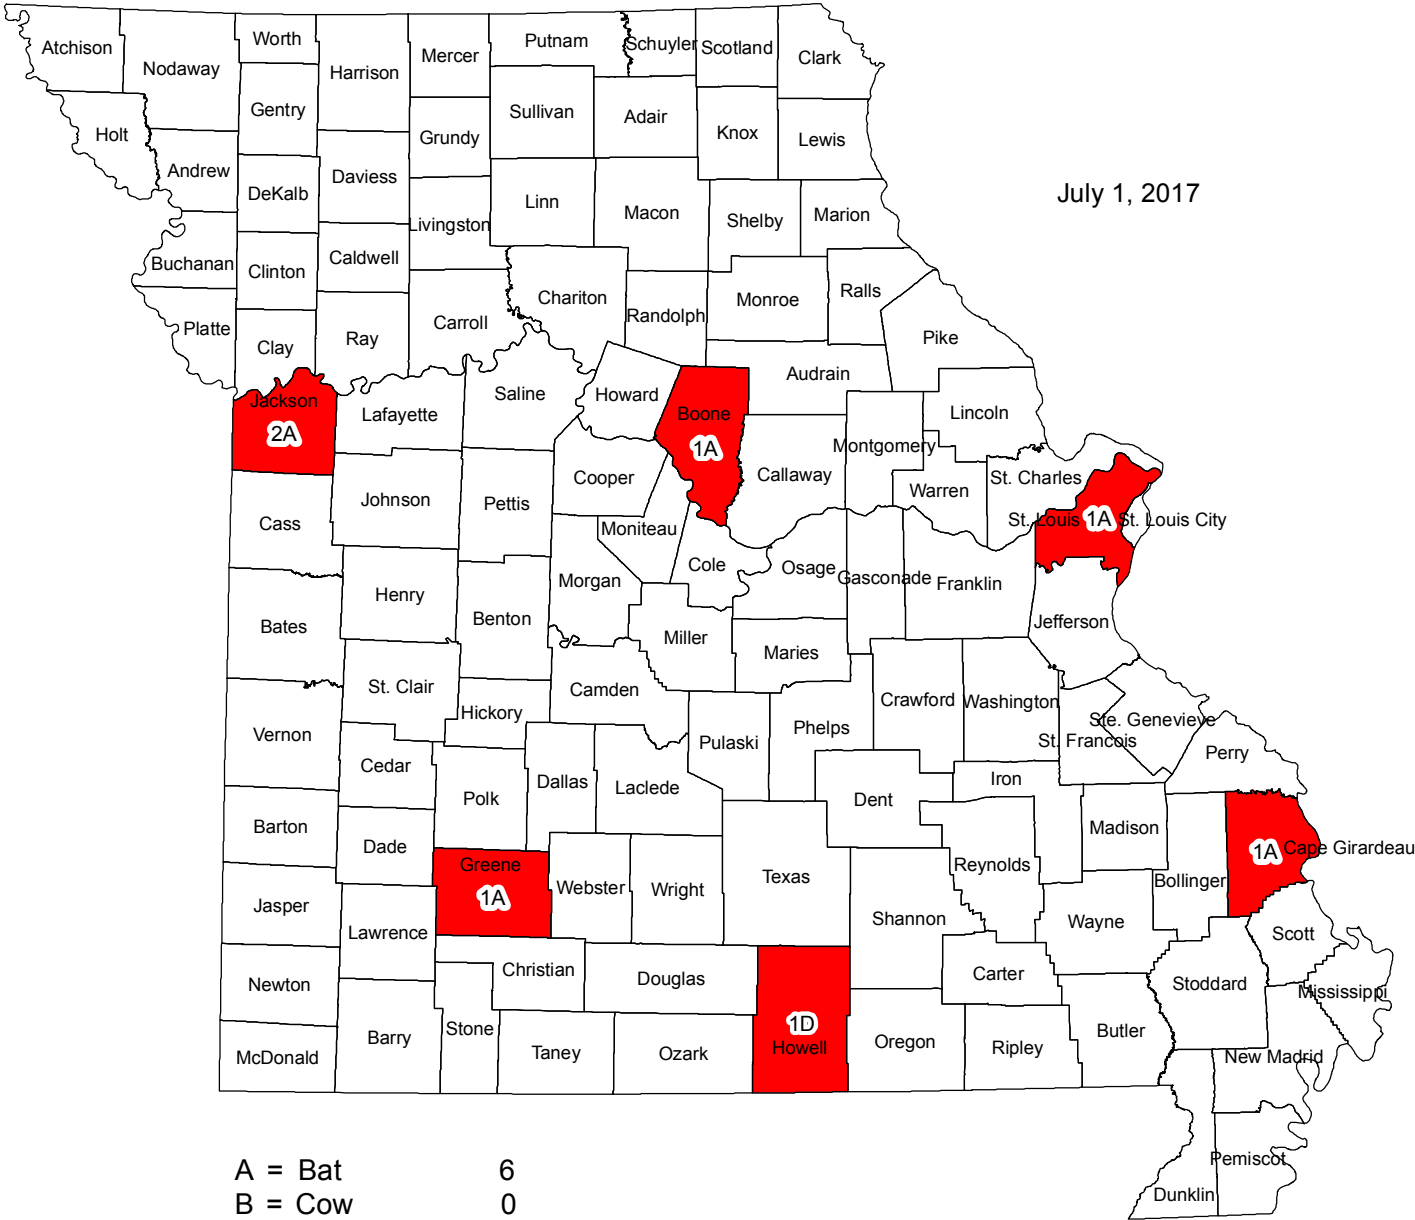 Atchison
Nodaway
Worth
Harrison
Mercer
Putnam
Schuyler
Scotland
Clark
Holt
Andrew
Gentry
DeKalb
Daviess
Grundy
Sullivan
Adair
Knox
Lewis
July 1, 2017
Livingston
Linn
Macon
Shelby
Marion
Buchanan
Clinton
Caldwell
Platte
Clay
Ray
Carroll
Chariton
Randolph
Monroe
Ralls
Pike
Jackson
2A
Lafayette
Saline
Howard
Boone
1A
Audrain
Lincoln
Montgomery
Callaway
Warren
St. Charles
St. Louis
1A
St. Louis City
Cass
Johnson
Pettis
Cooper
Moniteau
Cole
Osage
Gasconade
Franklin
Jefferson
Bates
Henry
Benton
Morgan
Miller
Maries
Vernon
St. Clair
Hickory
Camden
Pulaski
Phelps
Crawford
Washington
Ste. Genevieve
St. Francois
Perry
Cedar
Polk
Dallas
Laclede
Dent
Iron
Madison
Barton
Dade
Greene
1A
Webster
Wright
Texas
Reynolds
Bollinger
1A
Cape Girardeau
Jasper
Lawrence
Shannon
Wayne
Scott
Christian
Douglas
Carter
Stoddard
Mississippi
Newton
Barry
Stone
1D
Howell
Oregon
Ripley
Butler
New Madrid
McDonald
Taney
Ozark
Pemiscot
Dunklin
A = Bat 6
B = Cow 0